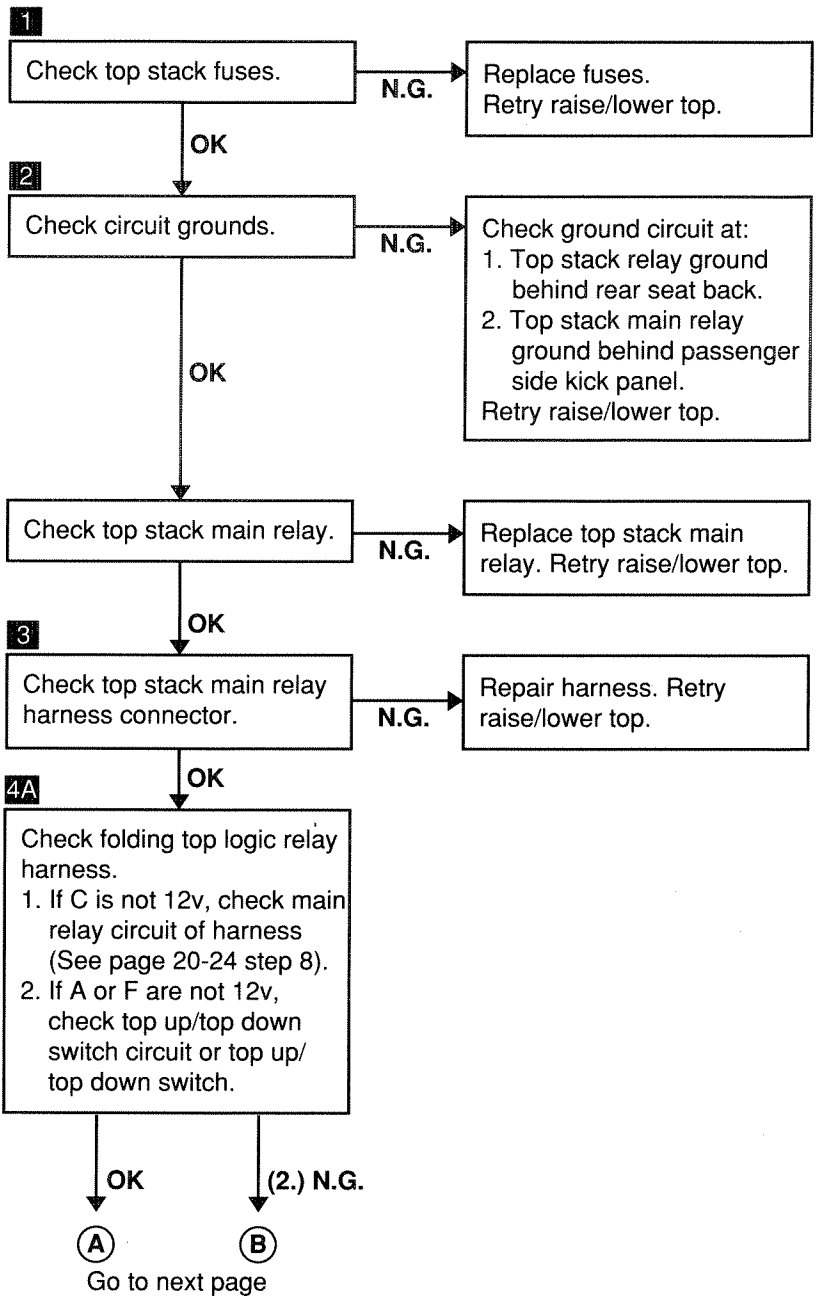 1
Check top stack fuses.
N.G.
Replace fuses.
Retry raise/lower top.
OK
2
Check circuit grounds.
N.G.
Check ground circuit at:
1. Top stack relay ground
behind rear seat back.
2. Top stack main relay
ground behind passenger
side kick panel.
Retry raise/lower top.
OK
Check top stack main relay.
N.G.
Replace top stack main
relay. Retry raise/lower top.
OK
3
Check top stack main relay
harness connector.
N.G.
Repair harness. Retry
raise/lower top.
OK
4A
Check folding top logic relay
harness.
1. If C is not 12v, check main
relay circuit of harness
(See page 20-24 step 8).
2. If A or F are not 12v,
check top up/top down
switch circuit or top up/
top down switch.
OK
(2.) N.G.
A
B
Go to next page